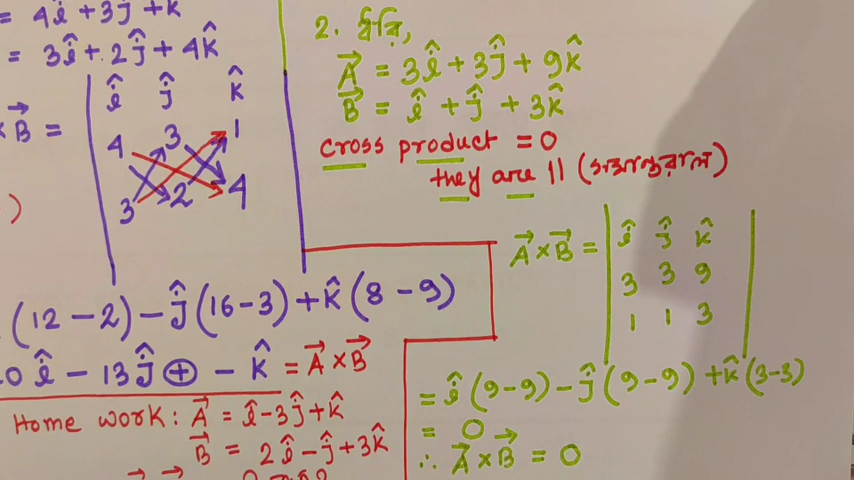 = 4î + 3ĵ + k̂
= 3î + 2ĵ + 4k̂
×B⃗ =
î ĵ k̂
4 3 1
3 2 4
(12 − 2) − ĵ(16 − 3) + k̂(8 − 9)
0î − 13ĵ ⊕ − k̂ = A⃗×B⃗
Home work: A⃗ = î − 3ĵ + k̂
B⃗ = 2î − ĵ + 3k̂
2. ধরি,
A⃗ = 3î + 3ĵ + 9k̂
B⃗ = î + ĵ + 3k̂
cross product = 0
they are || (সমান্তরাল)
A⃗×B⃗ = | î ĵ k̂ |
3 3 9
1 1 3
= î(9−9) − ĵ(9−9) + k̂(3−3)
= 0
∴ A⃗×B⃗ = 0